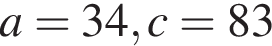 a = 34, c = 83